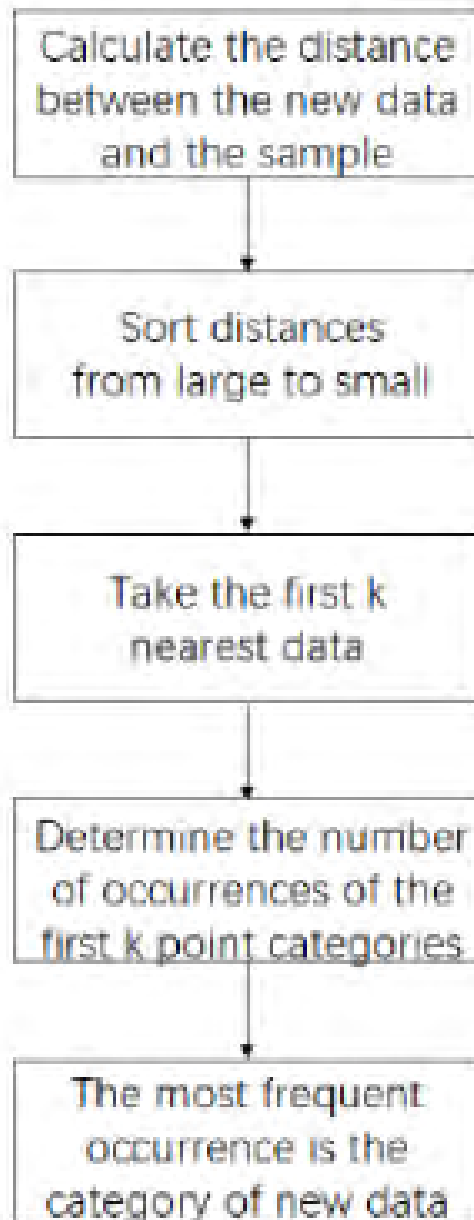 Calculate the distance
between the new data
and the sample
Sort distances
from large to small
Take the first k
nearest data
Determine the number
of occurrences of the
first k point categories
The most frequent
occurrence is the
category of new data